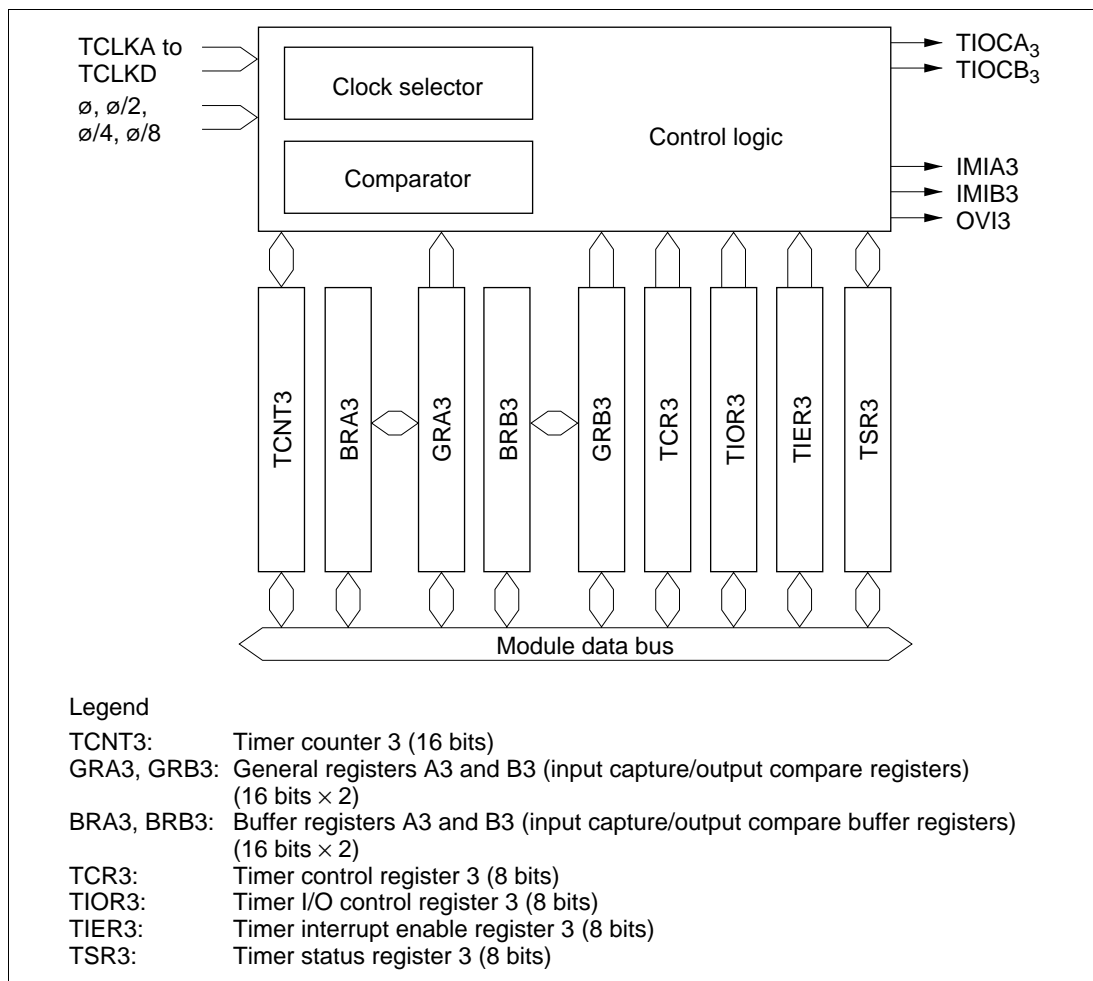 TCLKA to
TCLKD
ø, ø/2,
ø/4, ø/8
Clock selector
Comparator
Control logic
TIOCA3
TIOCB3
IMIA3
IMIB3
OVI3
TCNT3
BRA3
GRA3
BRB3
GRB3
TCR3
TIOR3
TIER3
TSR3
Module data bus
Legend
TCNT3: Timer counter 3 (16 bits)
GRA3, GRB3: General registers A3 and B3 (input capture/output compare registers)
(16 bits × 2)
BRA3, BRB3: Buffer registers A3 and B3 (input capture/output compare buffer registers)
(16 bits × 2)
TCR3: Timer control register 3 (8 bits)
TIOR3: Timer I/O control register 3 (8 bits)
TIER3: Timer interrupt enable register 3 (8 bits)
TSR3: Timer status register 3 (8 bits)